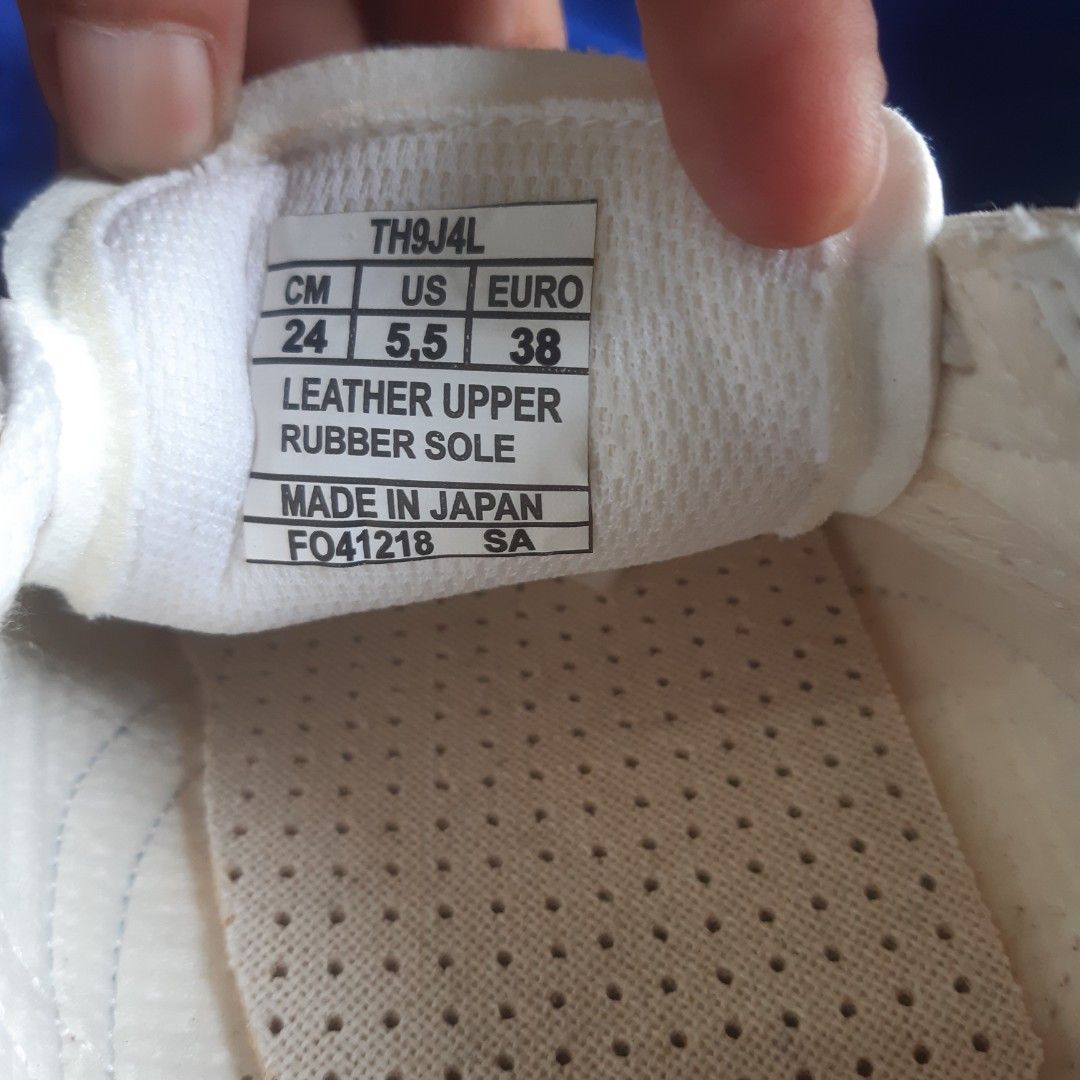 TH9J4L
CM US EURO
24 5,5 38
LEATHER UPPER
RUBBER SOLE
MADE IN JAPAN
FO41218 SA